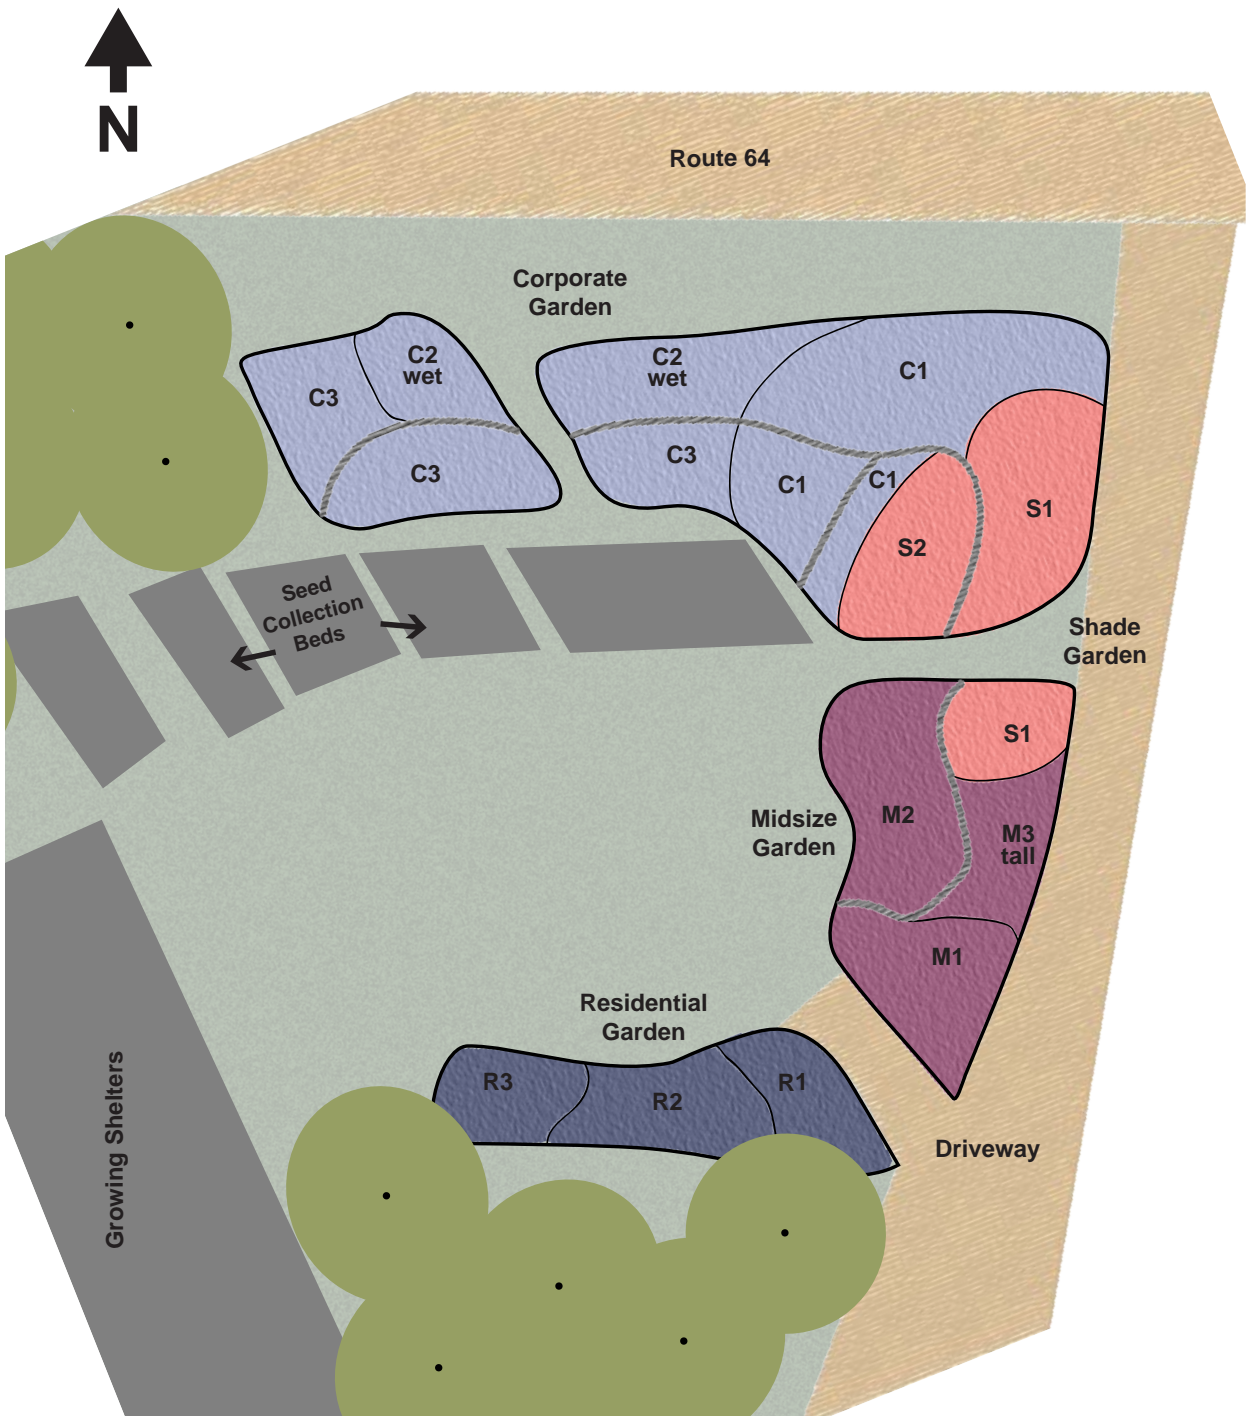 N
Route 64
Corporate
Garden
C2
wet
C3
C3
C2
wet
C1
C3
C1
C1
S1
S2
Seed
Collection
Beds
Shade
Garden
S1
M2
Midsize
Garden
M3
tall
M1
Residential
Garden
R3
R2
R1
Driveway
Growing Shelters